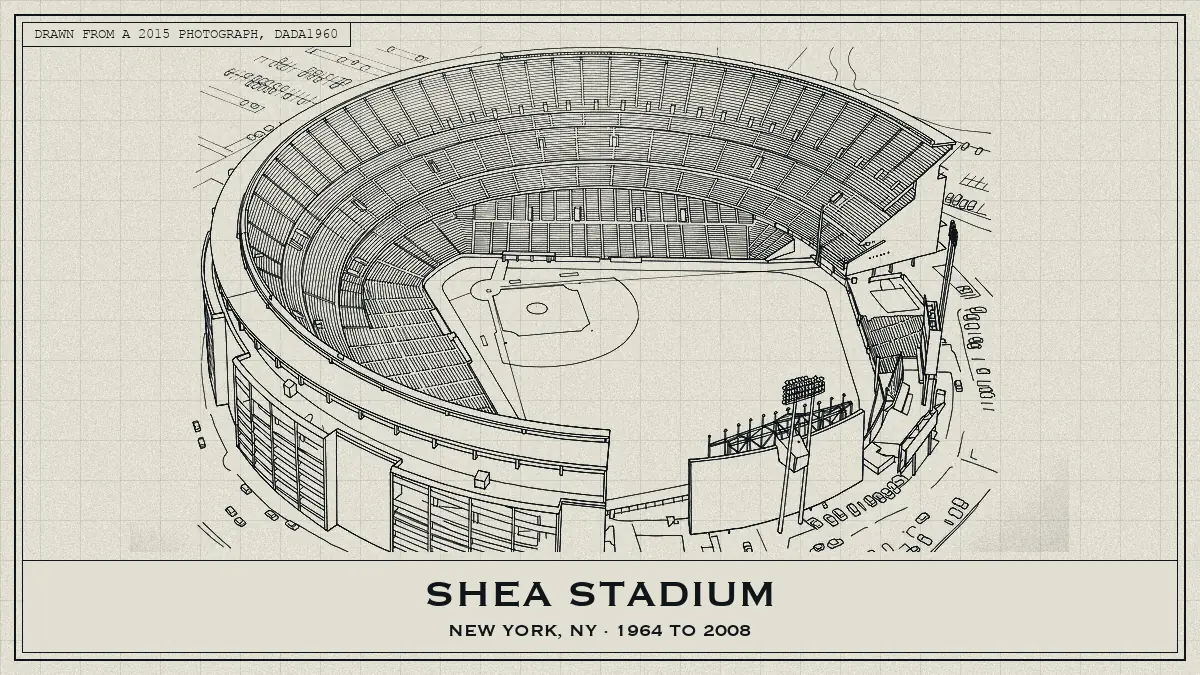 DRAWN FROM A 2015 PHOTOGRAPH, DADA1960
SHEA STADIUM
NEW YORK, NY · 1964 TO 2008